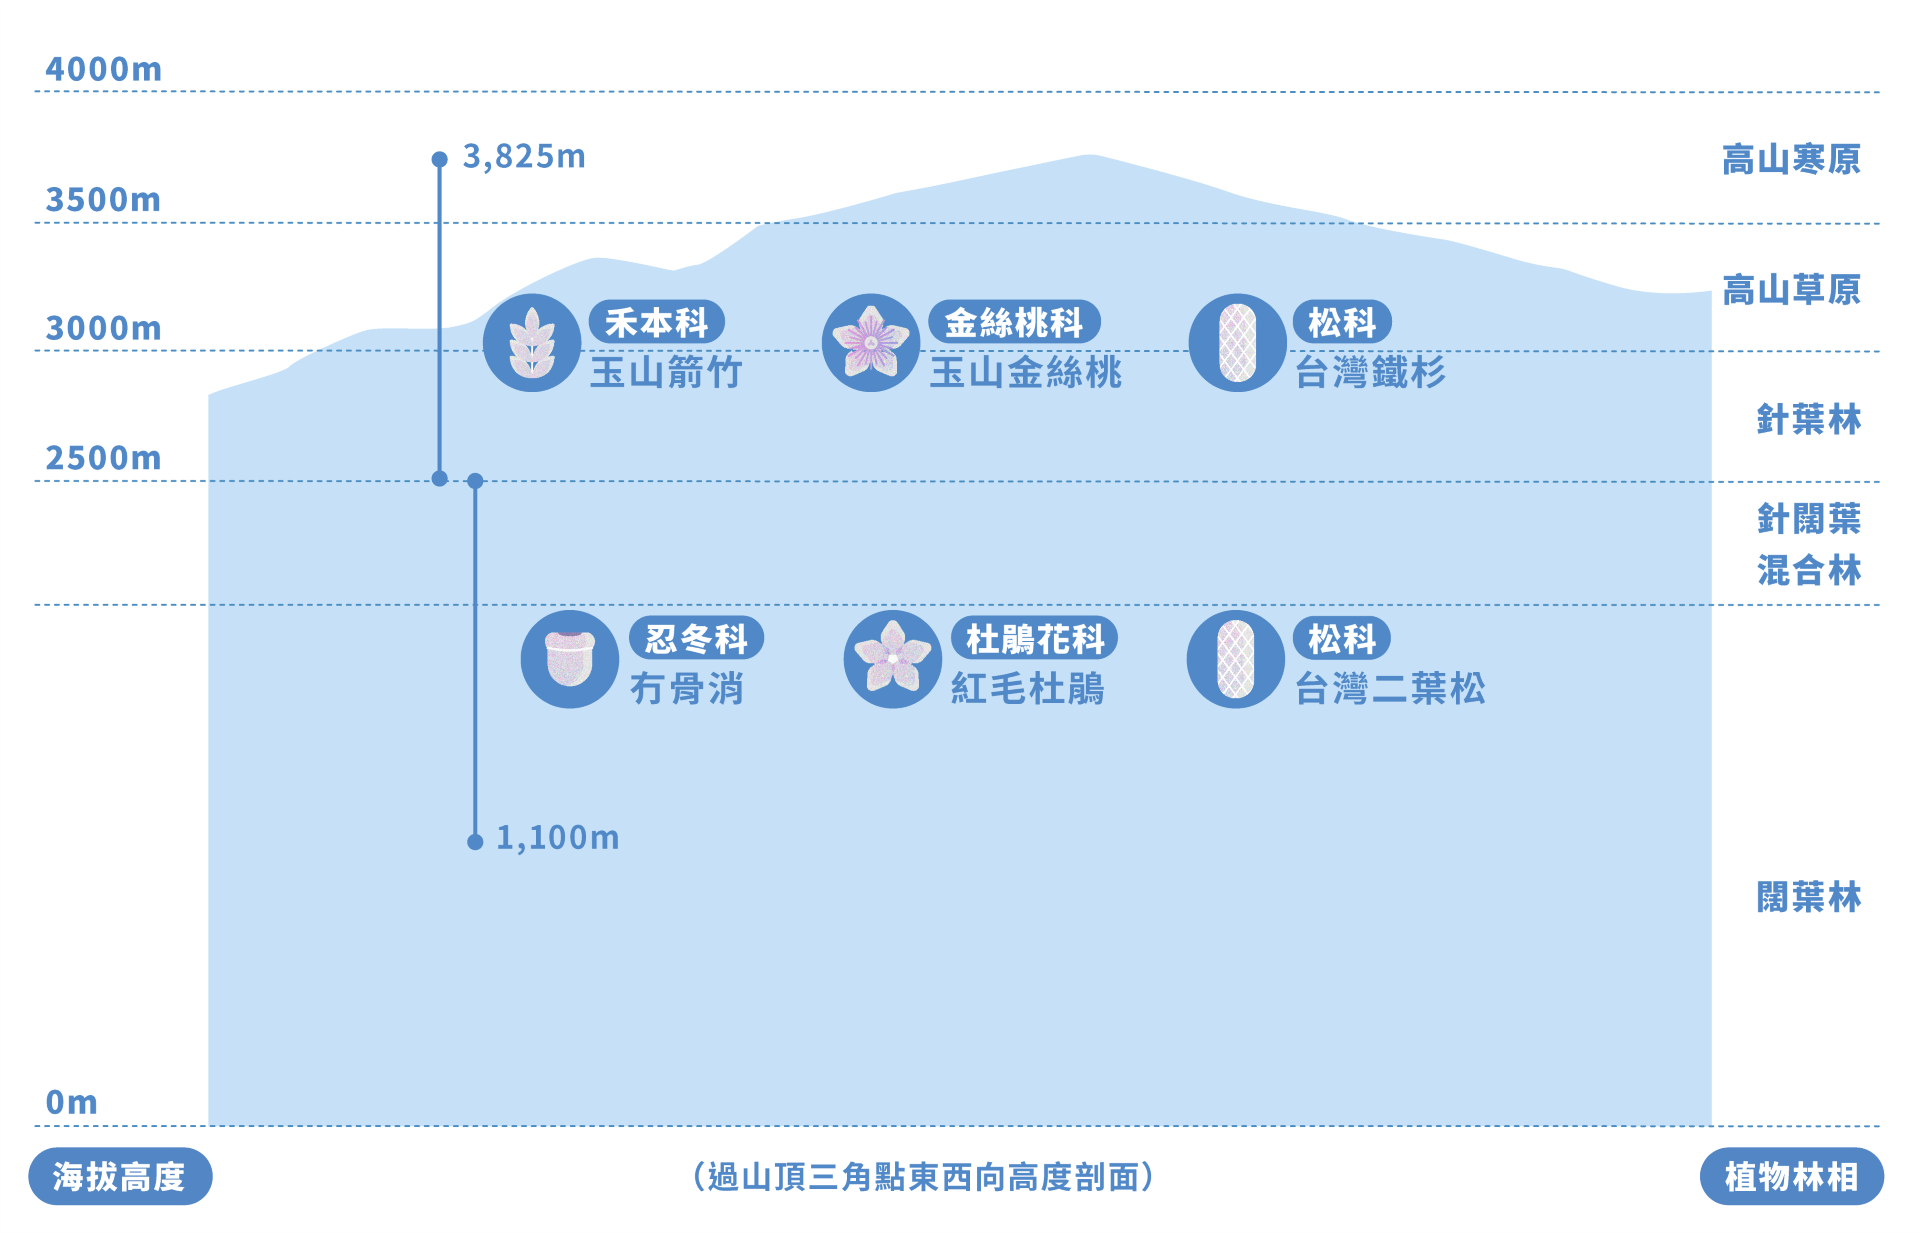 4000m
3,825m
高山寒原
3500m
高山草原
3000m
禾本科
玉山箭竹
金絲桃科
玉山金絲桃
松科
台灣鐵杉
針葉林
2500m
針闊葉
混合林
忍冬科
冇骨消
杜鵑花科
紅毛杜鵑
松科
台灣二葉松
1,100m
闊葉林
0m
海拔高度
（過山頂三角點東西向高度剖面）
植物林相